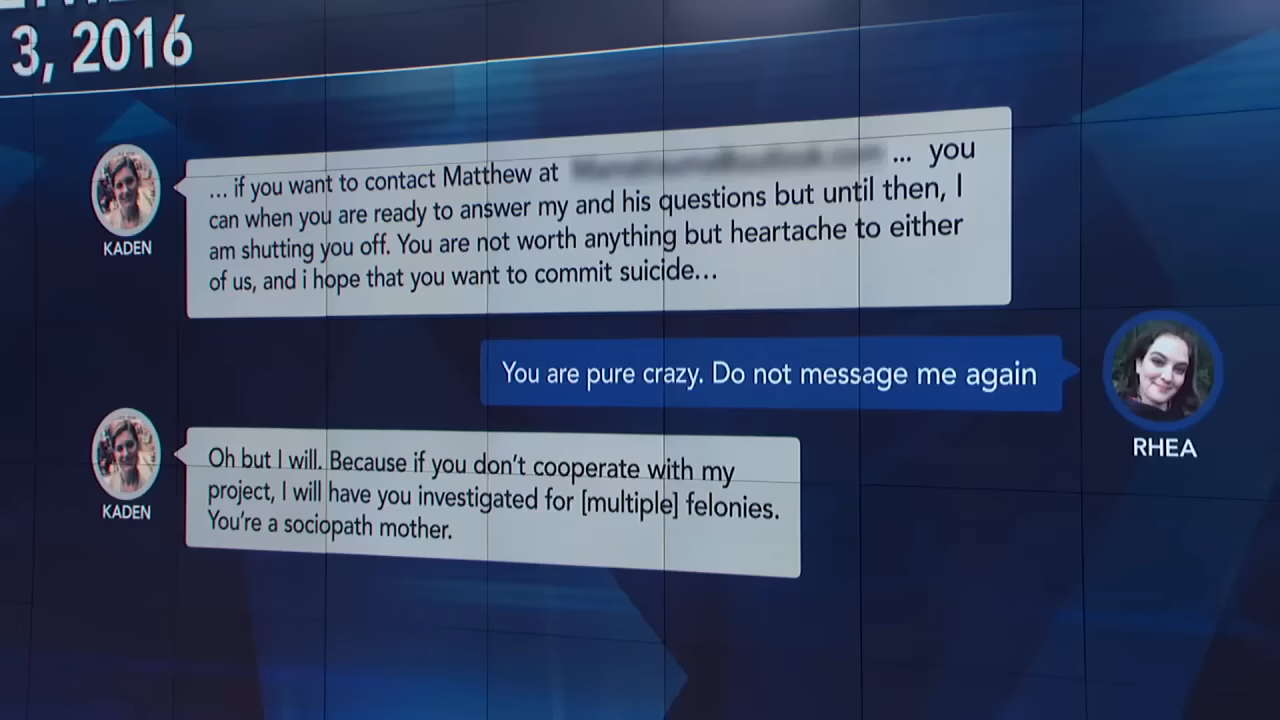 3, 2016
... if you want to contact Matthew at ... you
can when you are ready to answer my and his questions but until then, I
am shutting you off. You are not worth anything but heartache to either
of us, and i hope that you want to commit suicide...
KADEN
You are pure crazy. Do not message me again
RHEA
Oh but I will. Because if you don't cooperate with my
project, I will have you investigated for [multiple] felonies.
You're a sociopath mother.
KADEN